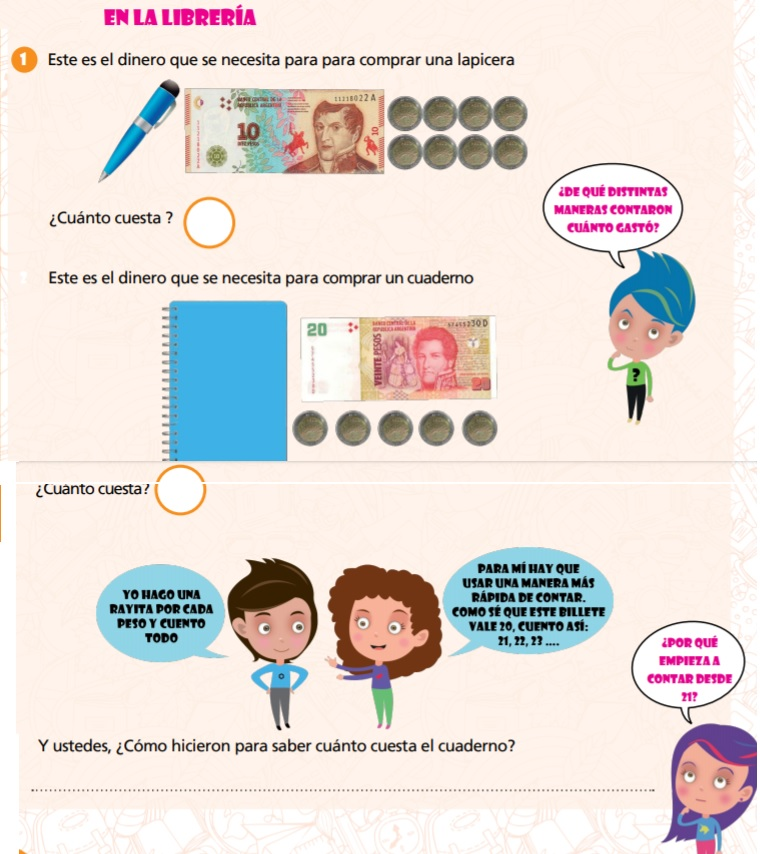 EN LA LIBRERÍA
1 Este es el dinero que se necesita para para comprar una lapicera
11218022 A
10
10
¿Cuánto cuesta ?
¿DE QUÉ DISTINTAS
MANERAS CONTARON
CUÁNTO GASTÓ?
Este es el dinero que se necesita para comprar un cuaderno
20
VEINTE PESOS
20
?
¿Cuánto cuesta?
YO HAGO UNA
RAYITA POR CADA
PESO Y CUENTO
TODO
PARA MÍ HAY QUE
USAR UNA MANERA MÁS
RÁPIDA DE CONTAR.
COMO SÉ QUE ESTE BILLETE
VALE 20, CUENTO ASÍ:
21, 22, 23 ....
¿POR QUÉ
EMPIEZA A
CONTAR DESDE
21?
Y ustedes, ¿Cómo hicieron para saber cuánto cuesta el cuaderno?